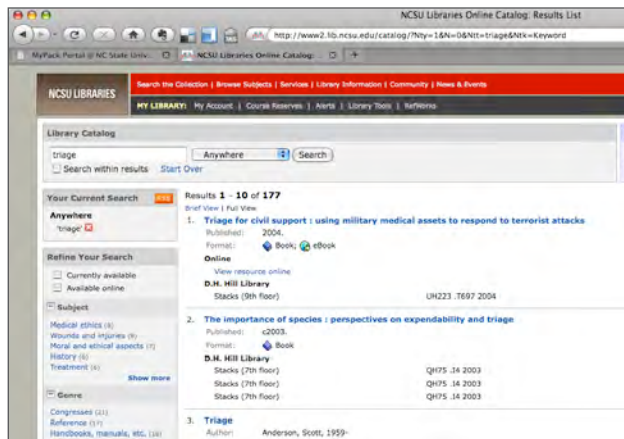 NCSU Libraries Online Catalog: Results List
http://www2.lib.ncsu.edu/catalog/?Nty=1&N=0&Ntt=triage&Ntk=Keyword
MyPack Portal @ NC State Univ...
NCSU Libraries Online Catalog: ...
NCSU LIBRARIES
Search the Collection | Browse Subjects | Services | Library Information | Community | News & Events
MY LIBRARY: My Account | Course Reserves | Alerts | Library Tools | RefWorks
Library Catalog
triage
Anywhere
Search
Search within results
Start Over
Your Current Search
RSS
Anywhere
'triage'
Refine Your Search
Currently available
Available online
Subject
Medical ethics (9)
Wounds and injuries (9)
Moral and ethical aspects (7)
History (6)
Treatment (6)
Show more
Genre
Congresses (21)
Reference (17)
Handbooks, manuals, etc. (16)
Results 1 - 10 of 177
Brief View | Full View
1. Triage for civil support : using military medical assets to respond to terrorist attacks
Published: 2004.
Format: Book; eBook
Online
View resource online
D.H. Hill Library
Stacks (9th floor) UH223 .T697 2004
2. The importance of species : perspectives on expendability and triage
Published: c2003.
Format: Book
D.H. Hill Library
Stacks (7th floor) QH75 .I4 2003
Stacks (7th floor) QH75 .I4 2003
Stacks (7th floor) QH75 .I4 2003
3. Triage
Author: Anderson, Scott, 1959-